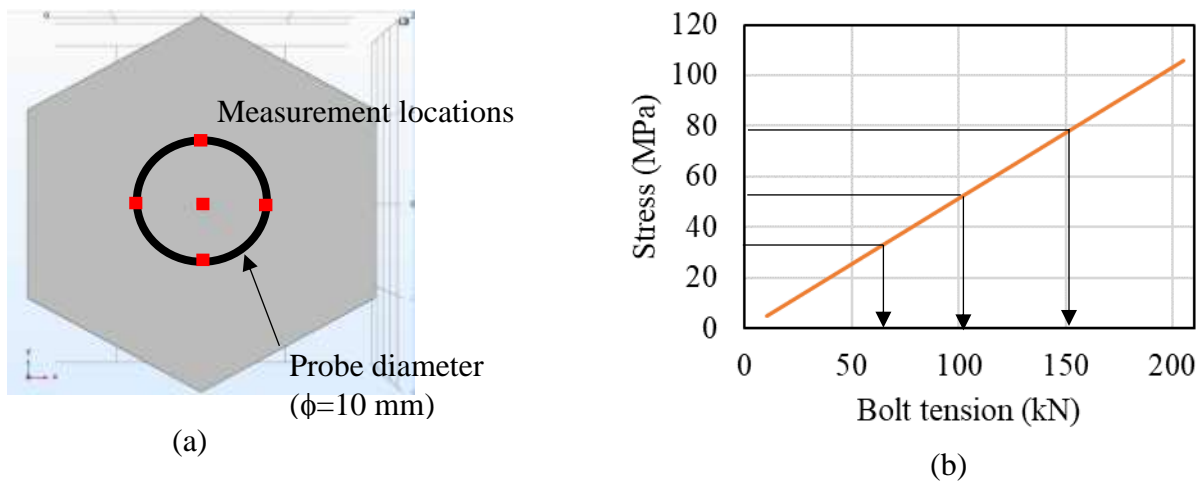 Measurement locations
Probe diameter
(ϕ=10 mm)
(a)
120
100
80
60
40
20
0
0 50 100 150 200
Stress (MPa)
Bolt tension (kN)
(b)